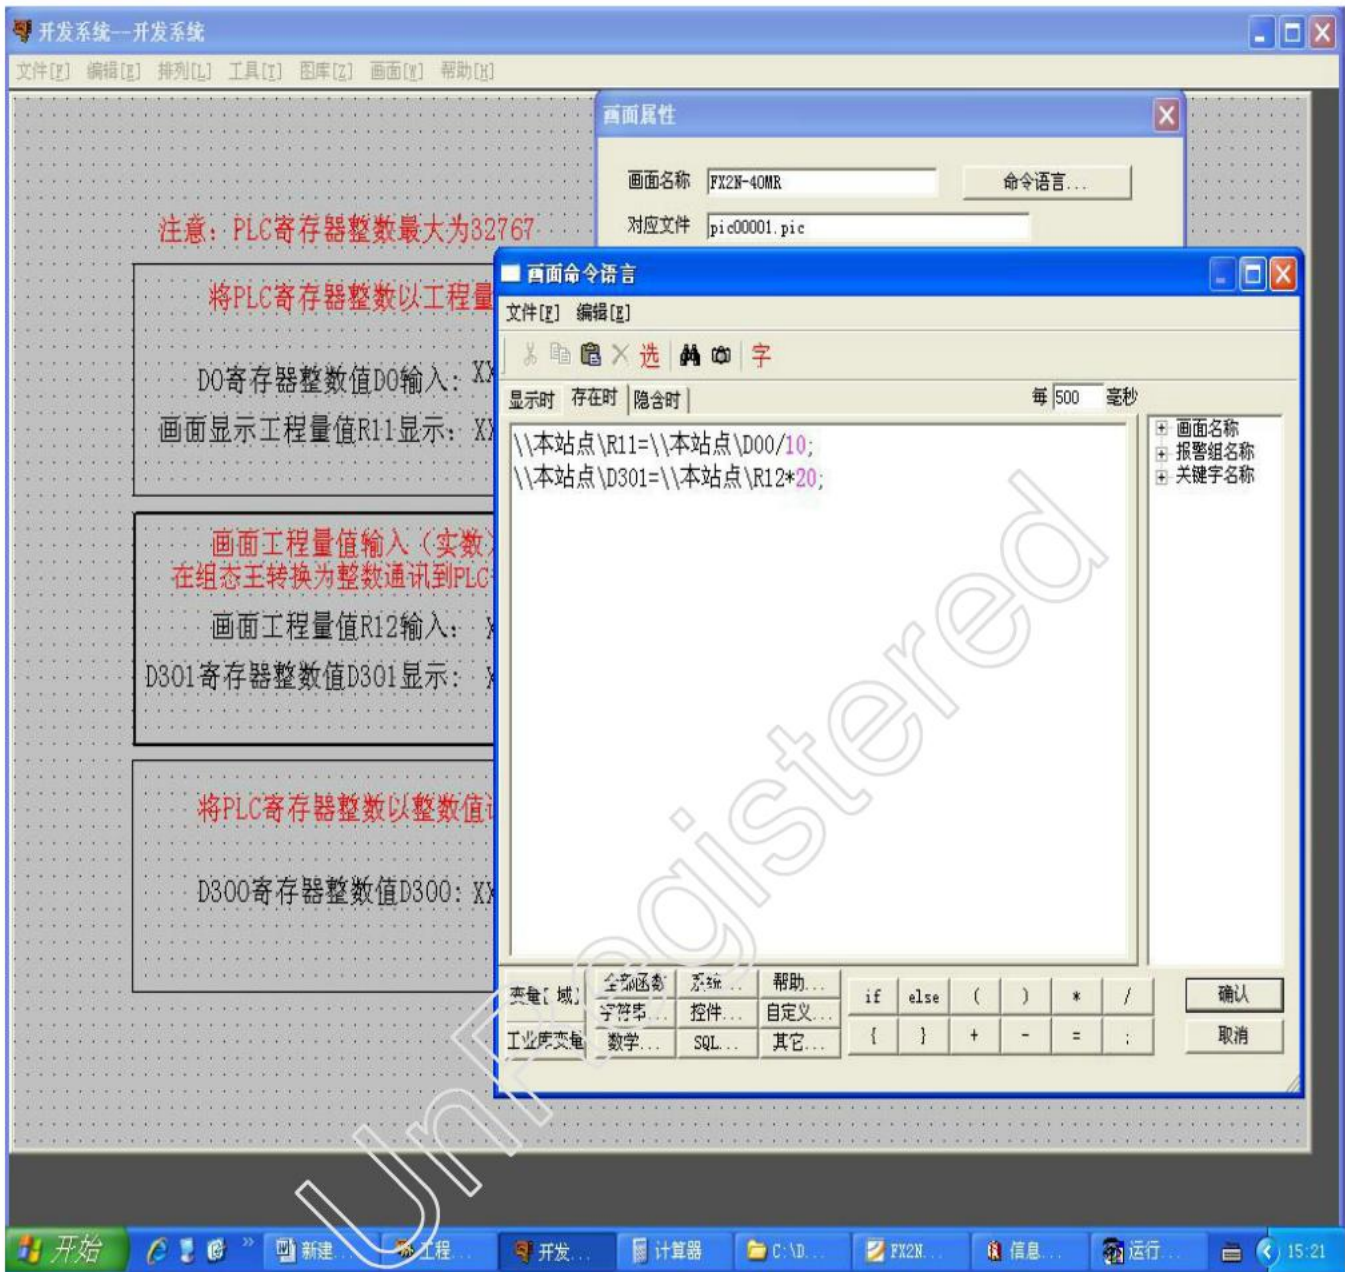 开发系统--开发系统
文件[F] 编辑[E] 排列[L] 工具[T] 图库[Z] 画面[W] 帮助[H]
画面属性
画面名称 FX2N-40MR 命令语言...
对应文件 pic00001.pic
注意：PLC寄存器整数最大为32767
将PLC寄存器整数以工程量
D0寄存器整数值D0输入：XX
画面显示工程量值R11显示：XX
画面工程量值输入（实数）
在组态王转换为整数通讯到PLC
画面工程量值R12输入：
D301寄存器整数值D301显示：
将PLC寄存器整数以整数值
D300寄存器整数值D300：XX
画面命令语言
文件[F] 编辑[E]
选 字
显示时 存在时 隐含时 每 500 毫秒
\\本站点\R11=\\本站点\D00/10;
\\本站点\D301=\\本站点\R12*20;
画面名称
报警组名称
关键字名称
变量[.域] 全部函数 系统... 帮助... if else ( ) * / 确认
字符串... 控件... 自定义...
工业库变量 数学... SQL... 其它... { } + - = ; 取消
UnRegistered
开始 新建... 工程... 开发... 计算器 C:\D... FX2N... 信息... 运行... 15:21